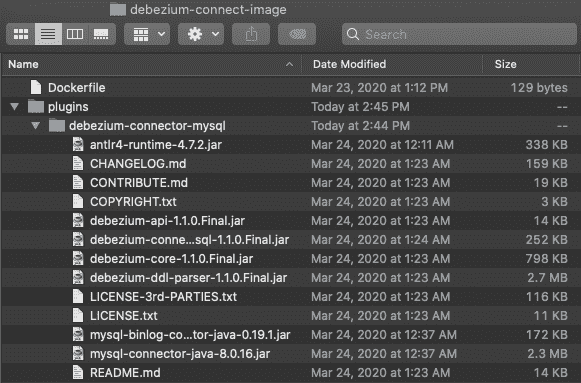 debezium-connect-image
Search
Name Date Modified Size
Dockerfile Mar 23, 2020 at 1:12 PM 129 bytes
plugins Today at 2:45 PM --
debezium-connector-mysql Today at 2:44 PM --
antlr4-runtime-4.7.2.jar Mar 24, 2020 at 12:11 AM 338 KB
CHANGELOG.md Mar 24, 2020 at 1:23 AM 159 KB
CONTRIBUTE.md Mar 24, 2020 at 1:23 AM 19 KB
COPYRIGHT.txt Mar 24, 2020 at 1:23 AM 3 KB
debezium-api-1.1.0.Final.jar Mar 24, 2020 at 1:23 AM 14 KB
debezium-conne...sql-1.1.0.Final.jar Mar 24, 2020 at 1:24 AM 252 KB
debezium-core-1.1.0.Final.jar Mar 24, 2020 at 1:23 AM 798 KB
debezium-ddl-parser-1.1.0.Final.jar Mar 24, 2020 at 1:23 AM 2.7 MB
LICENSE-3rd-PARTIES.txt Mar 24, 2020 at 1:23 AM 116 KB
LICENSE.txt Mar 24, 2020 at 1:23 AM 11 KB
mysql-binlog-co...tor-java-0.19.1.jar Mar 24, 2020 at 12:37 AM 172 KB
mysql-connector-java-8.0.16.jar Mar 24, 2020 at 12:37 AM 2.3 MB
README.md Mar 24, 2020 at 1:23 AM 14 KB